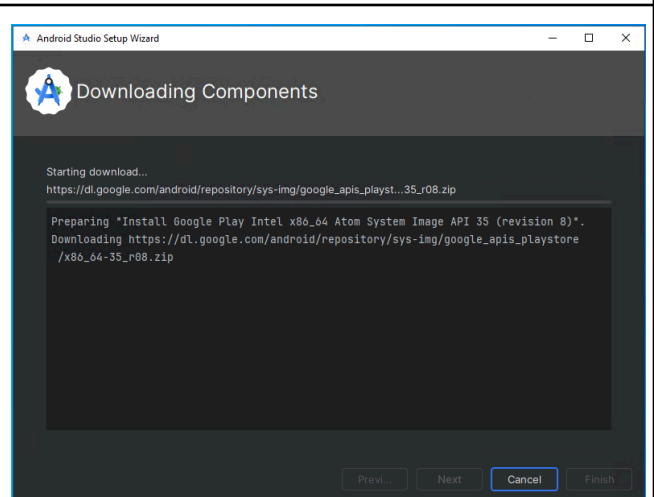 Android Studio Setup Wizard
Downloading Components
Starting download...
https://dl.google.com/android/repository/sys-img/google_apis_playst...35_r08.zip
Preparing "Install Google Play Intel x86_64 Atom System Image API 35 (revision 8)".
Downloading https://dl.google.com/android/repository/sys-img/google_apis_playstore
/x86_64-35_r08.zip
Previ... Next Cancel Finish